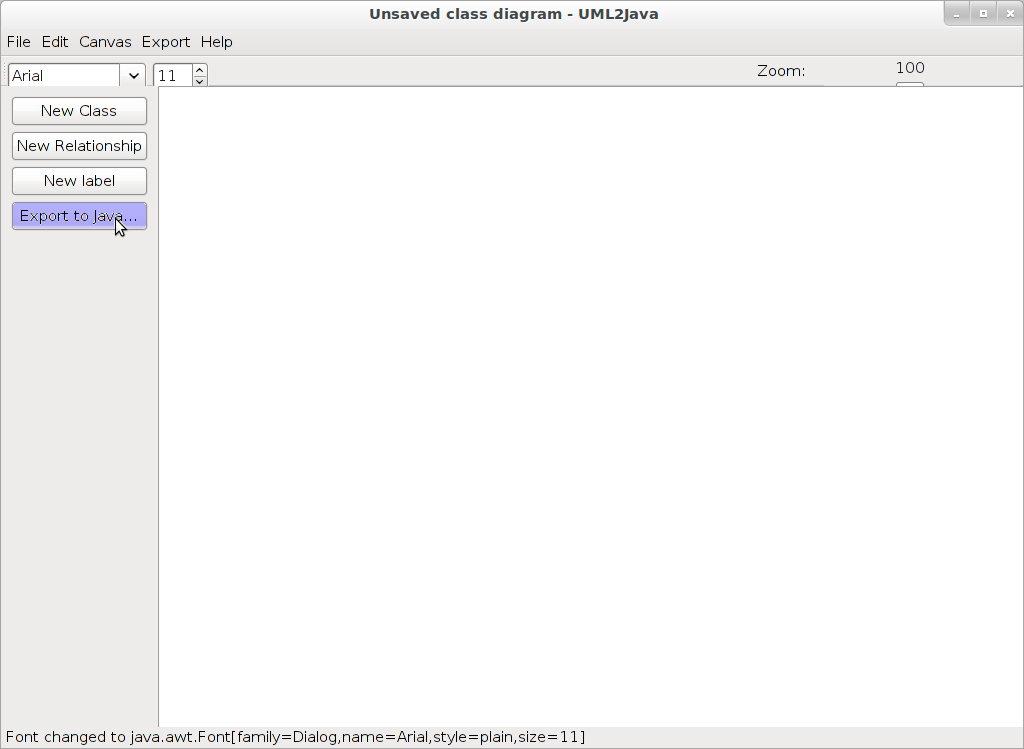 Unsaved class diagram - UML2Java
File Edit Canvas Export Help
Arial 11 Zoom: 100
New Class
New Relationship
New label
Export to Java...
Font changed to java.awt.Font[family=Dialog,name=Arial,style=plain,size=11]